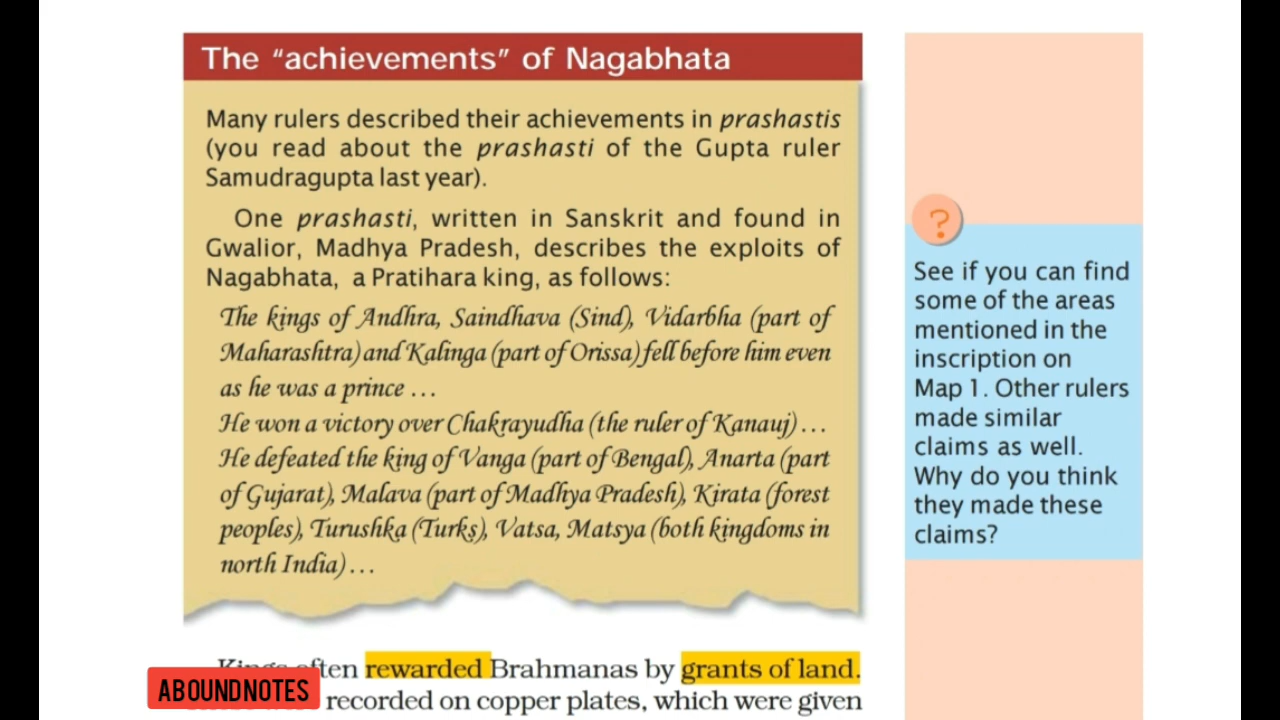 The “achievements” of Nagabhata
Many rulers described their achievements in prashastis
(you read about the prashasti of the Gupta ruler
Samudragupta last year).
One prashasti, written in Sanskrit and found in
Gwalior, Madhya Pradesh, describes the exploits of
Nagabhata, a Pratihara king, as follows:
The kings of Andhra, Saindhava (Sind), Vidarbha (part of
Maharashtra) and Kalinga (part of Orissa) fell before him even
as he was a prince …
He won a victory over Chakrayudha (the ruler of Kanauj) …
He defeated the king of Vanga (part of Bengal), Anarta (part
of Gujarat), Malava (part of Madhya Pradesh), Kirata (forest
peoples), Turushka (Turks), Vatsa, Matsya (both kingdoms in
north India) …
?
See if you can find
some of the areas
mentioned in the
inscription on
Map 1. Other rulers
made similar
claims as well.
Why do you think
they made these
claims?
Kings often rewarded Brahmanas by grants of land.
recorded on copper plates, which were given
ABOUNDNOTES